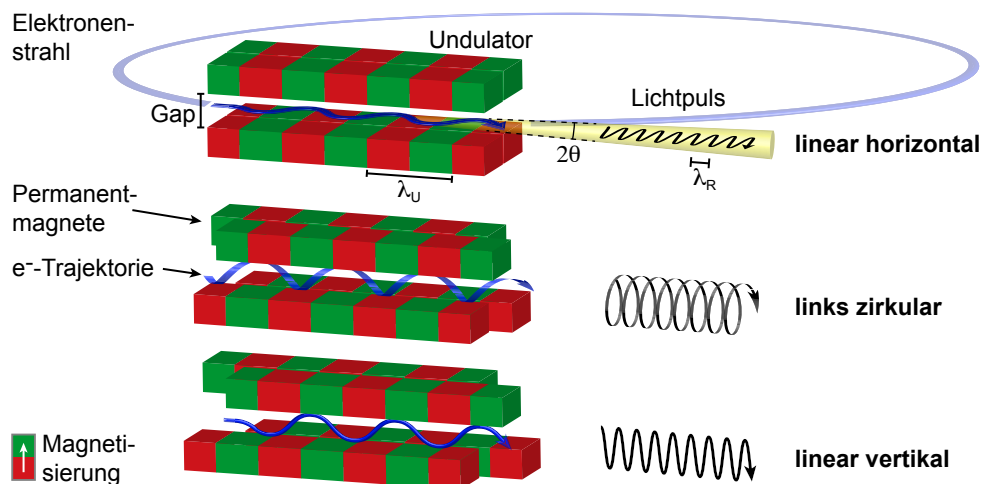 Elektronen-
strahl
Undulator
Gap
Lichtpuls
2θ
linear horizontal
λR
λU
Permanent-
magnete
e⁻-Trajektorie
links zirkular
Magneti-
sierung
linear vertikal